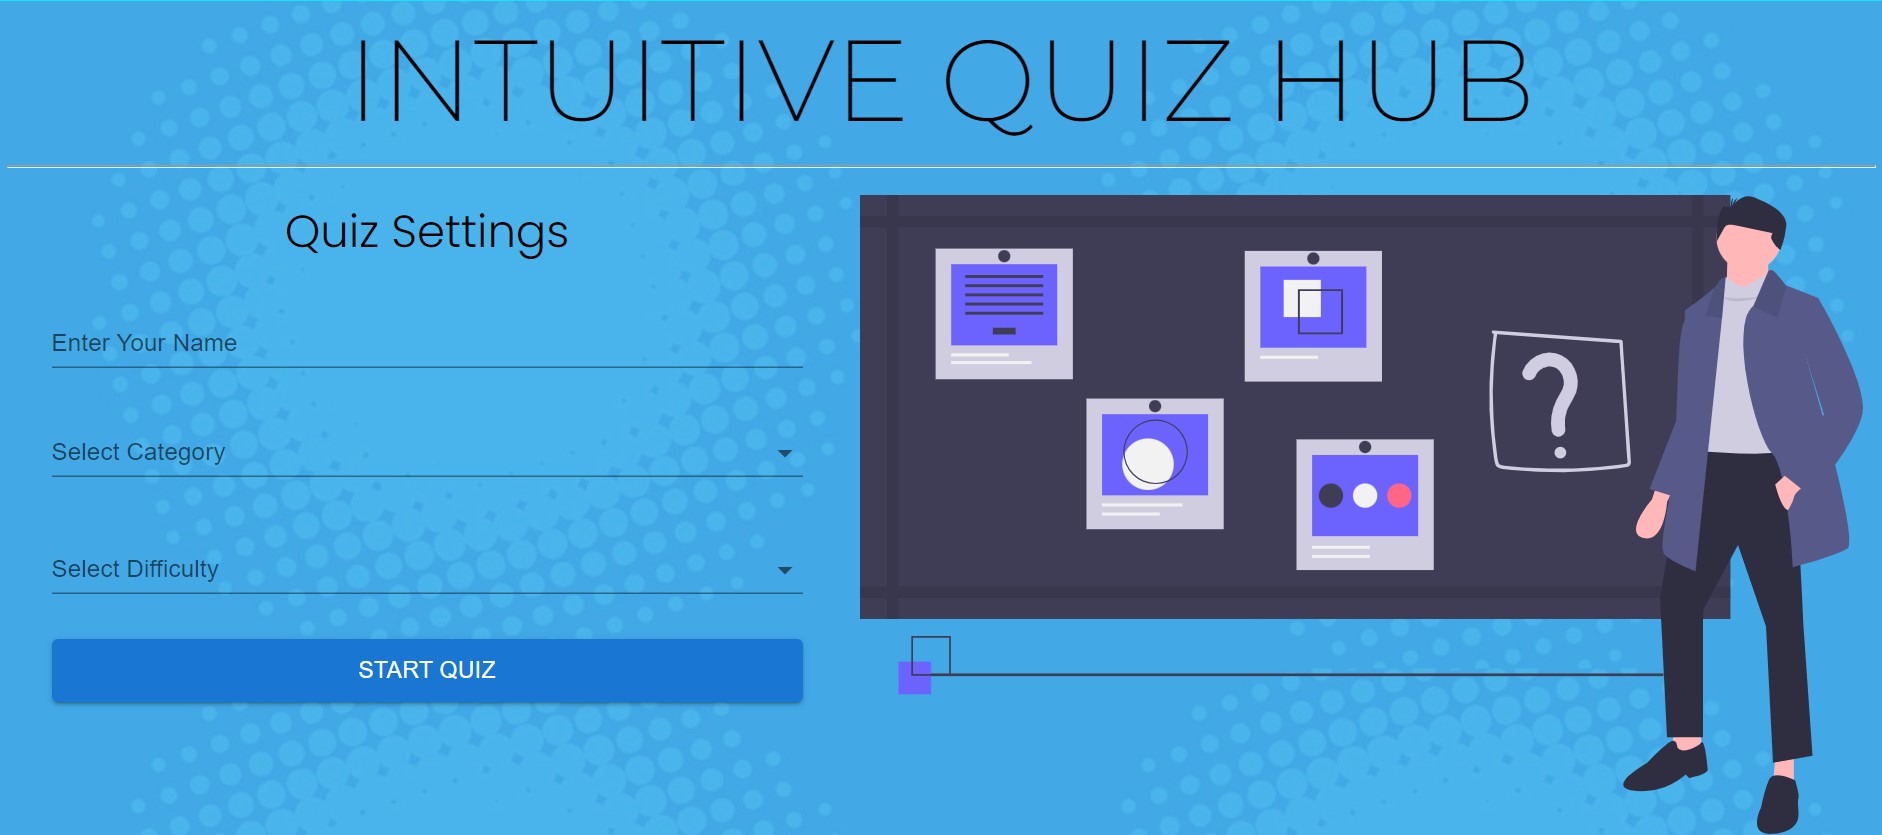 INTUITIVE QUIZ HUB
Quiz Settings
Enter Your Name
Select Category
Select Difficulty
START QUIZ
?